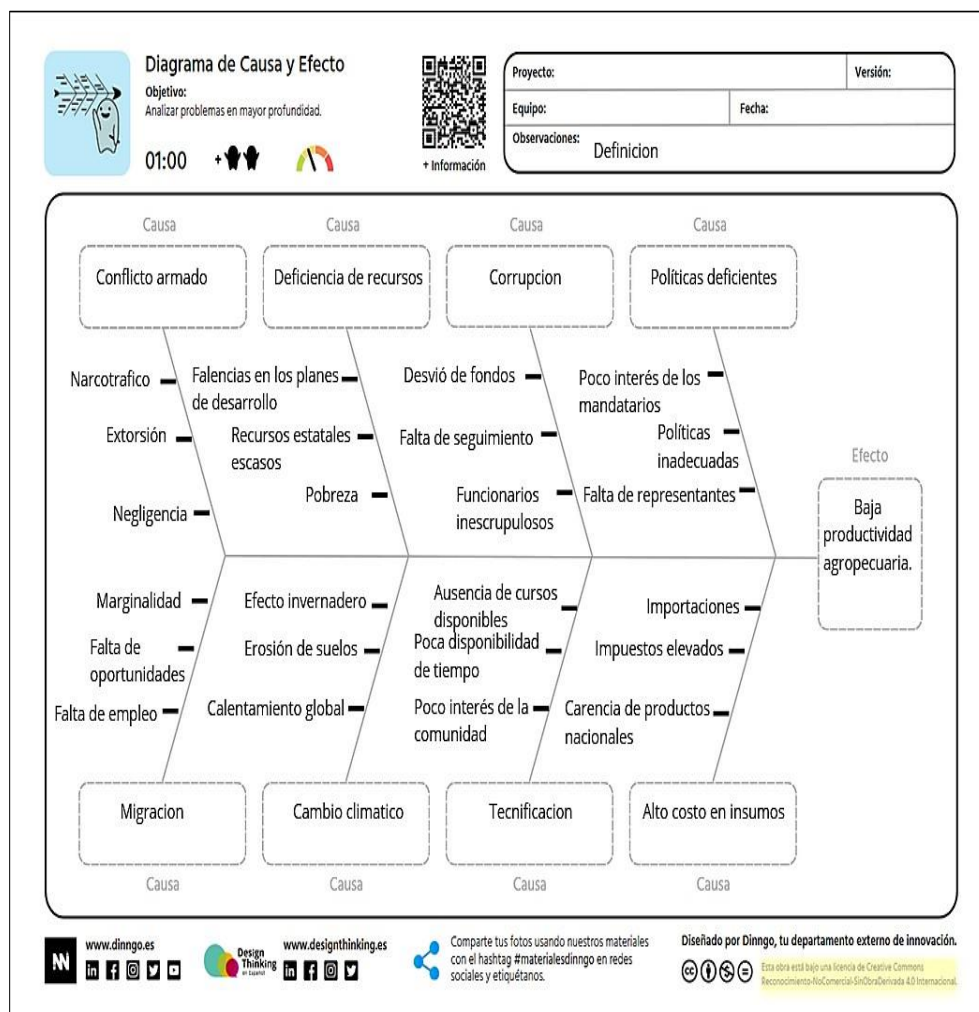 Diagrama de Causa y Efecto
Objetivo:
Analizar problemas en mayor profundidad.
01:00
+
+ Información
Proyecto:
Versión:
Equipo:
Fecha:
Observaciones:
Definicion
Causa
Causa
Causa
Causa
Conflicto armado
Deficiencia de recursos
Corrupcion
Políticas deficientes
Narcotrafico
Extorsión
Negligencia
Falencias en los planes
de desarrollo
Recursos estatales
escasos
Pobreza
Desvió de fondos
Falta de seguimiento
Funcionarios
inescrupulosos
Poco interés de los
mandatarios
Políticas
inadecuadas
Falta de representantes
Efecto
Baja
productividad
agropecuaria.
Marginalidad
Falta de
oportunidades
Falta de empleo
Efecto invernadero
Erosión de suelos
Calentamiento global
Ausencia de cursos
disponibles
Poca disponibilidad
de tiempo
Poco interés de la
comunidad
Importaciones
Impuestos elevados
Carencia de productos
nacionales
Migracion
Cambio climatico
Tecnificacion
Alto costo en insumos
Causa
Causa
Causa
Causa
www.dinngo.es
Design
Thinking
en Español
www.designthinking.es
Comparte tus fotos usando nuestros materiales
con el hashtag #materialesdinngo en redes
sociales y etiquétanos.
Diseñado por Dinngo, tu departamento externo de innovación.
Esta obra está bajo una licencia de Creative Commons
Reconocimiento-NoComercial-SinObraDerivada 4.0 Internacional.